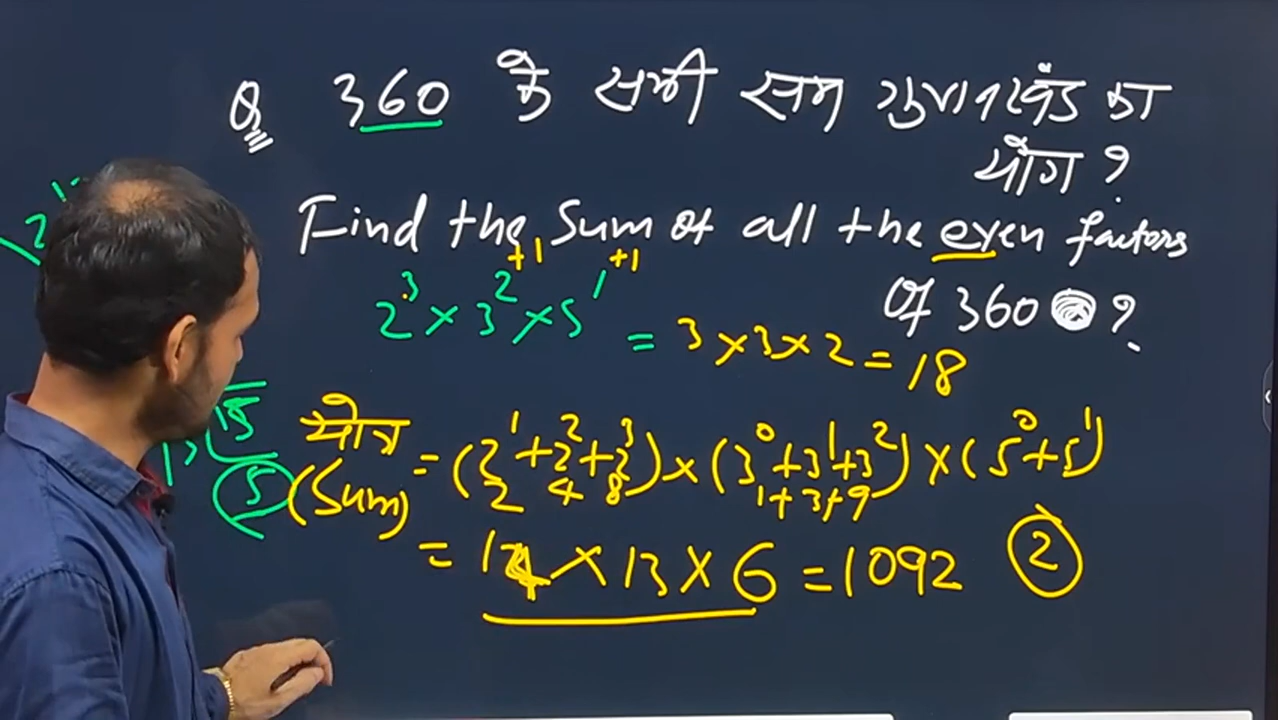 Q 360 के सभी सम गुणनखंड का
योग ?
Find the Sum of all the even factors
of 360 ?
+1 +1
2³ × 3² × 5¹ = 3 × 3 × 2 = 18
योग = (2¹ + 2² + 2³) × (3⁰ + 3¹ + 3²) × (5⁰ + 5¹)
(Sum) 2 4 8 1 + 3 + 9
= 14 × 13 × 6 = 1092 2
15
5